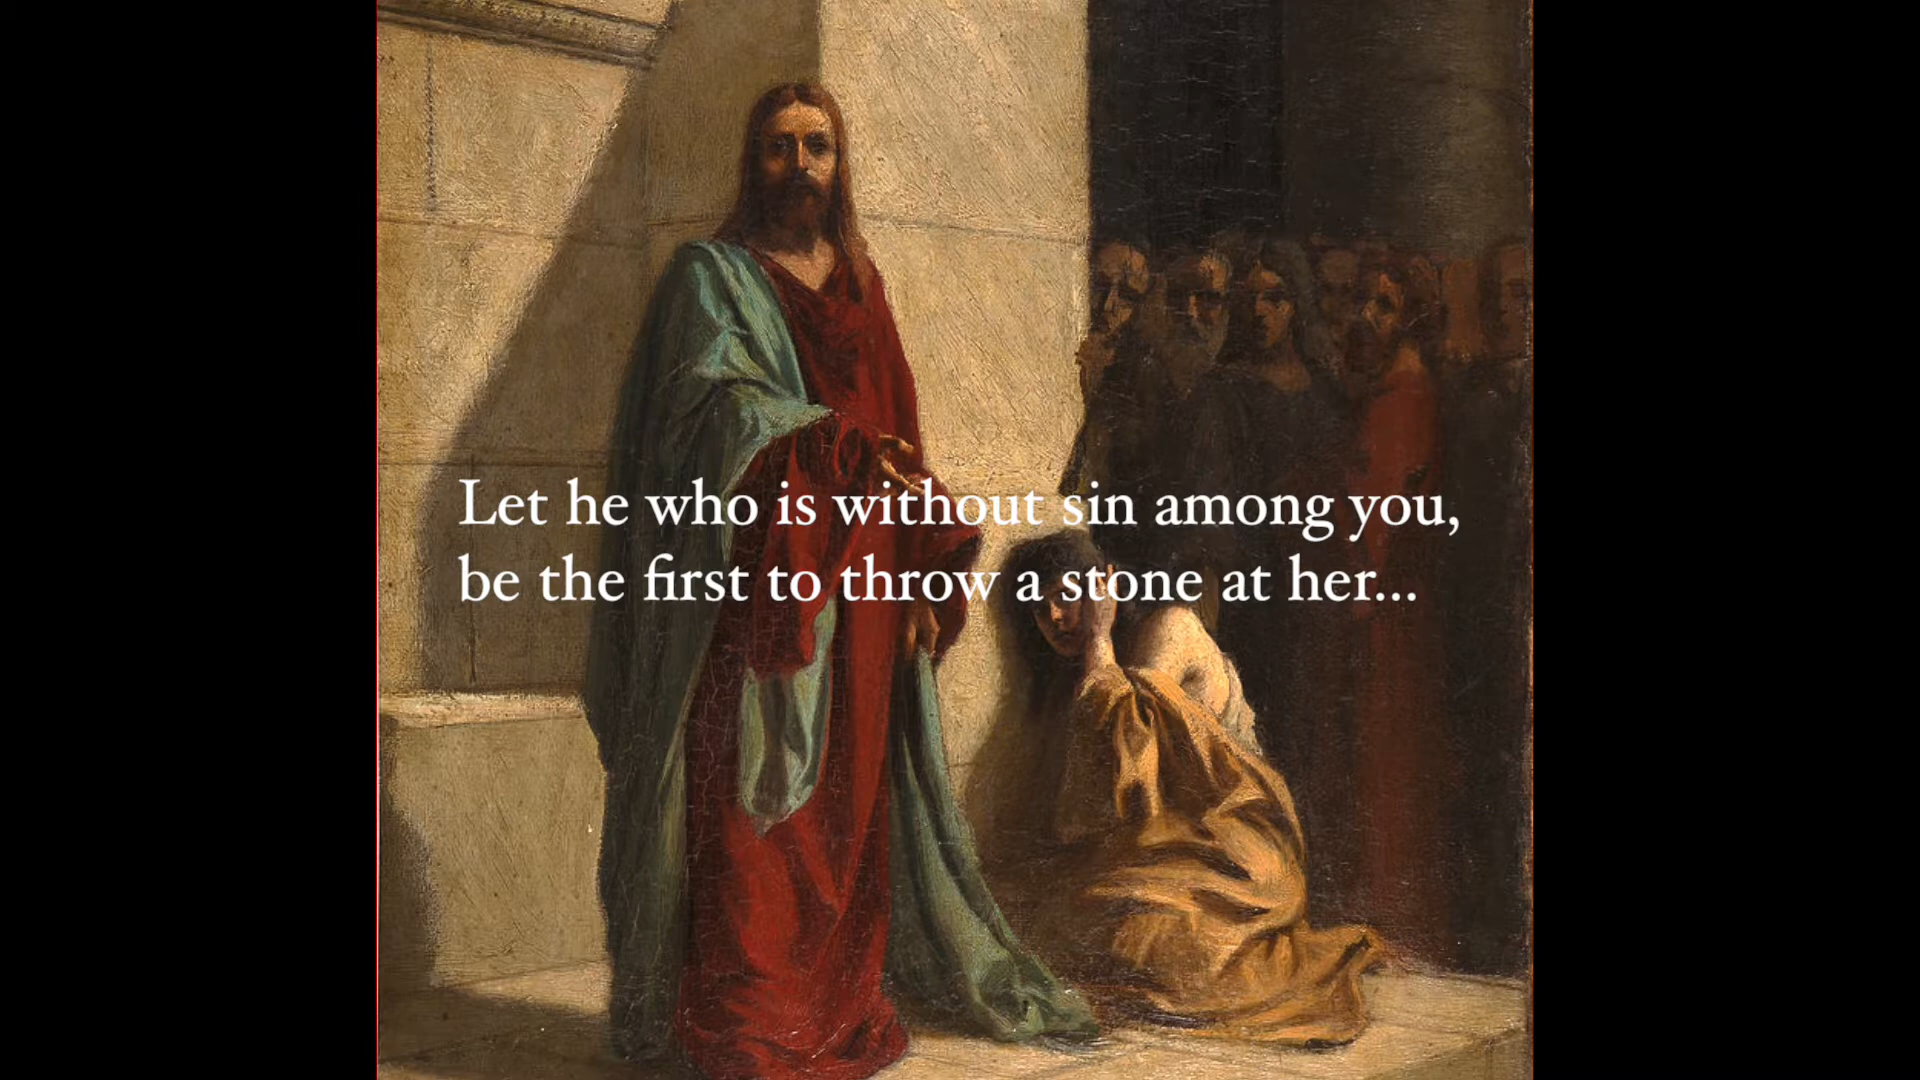 Let he who is without sin among you,
be the first to throw a stone at her...